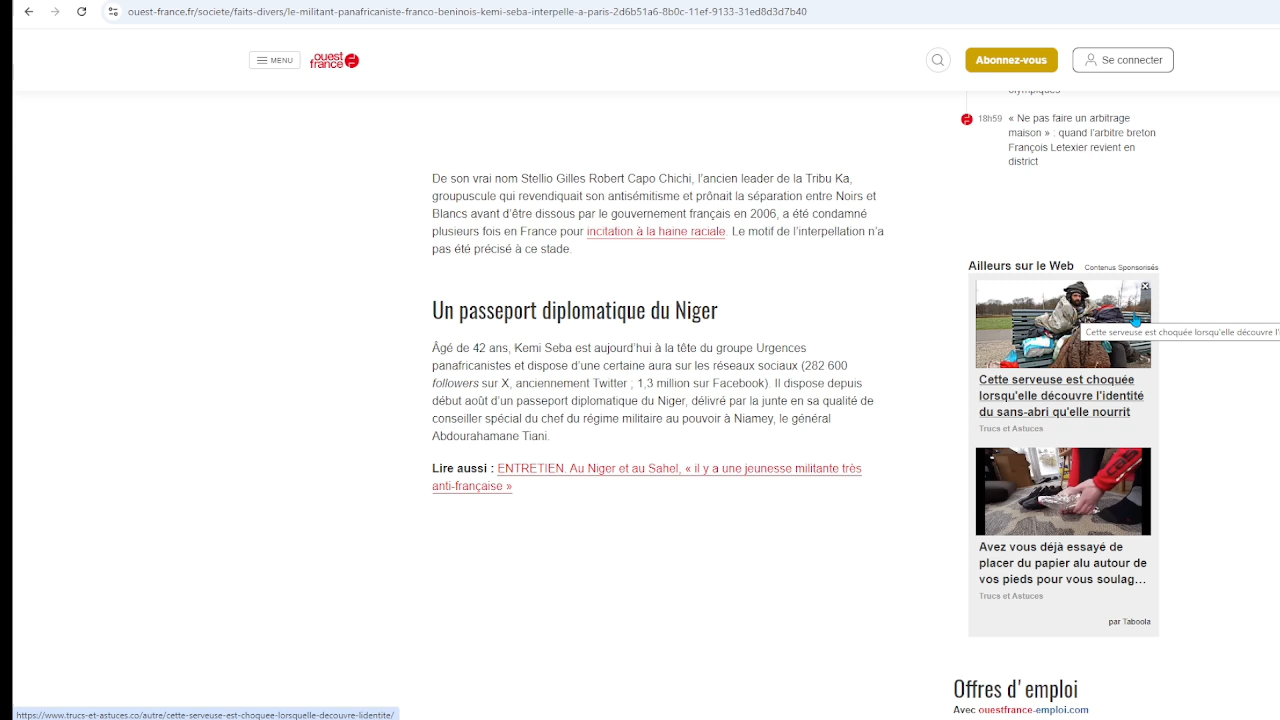 ouest-france.fr/societe/faits-divers/le-militant-panafricaniste-franco-beninois-kemi-seba-interpelle-a-paris-2d6b51a6-8b0c-11ef-9133-31ed8d3d7b40
MENU
ouest
france
Abonnez-vous
Se connecter
olympiques
18h59 « Ne pas faire un arbitrage
maison » : quand l'arbitre breton
François Letexier revient en
district
De son vrai nom Stellio Gilles Robert Capo Chichi, l'ancien leader de la Tribu Ka,
groupuscule qui revendiquait son antisémitisme et prônait la séparation entre Noirs et
Blancs avant d'être dissous par le gouvernement français en 2006, a été condamné
plusieurs fois en France pour incitation à la haine raciale. Le motif de l'interpellation n'a
pas été précisé à ce stade.
Un passeport diplomatique du Niger
Âgé de 42 ans, Kemi Seba est aujourd'hui à la tête du groupe Urgences
panafricanistes et dispose d'une certaine aura sur les réseaux sociaux (282 600
followers sur X, anciennement Twitter ; 1,3 million sur Facebook). Il dispose depuis
début août d'un passeport diplomatique du Niger, délivré par la junte en sa qualité de
conseiller spécial du chef du régime militaire au pouvoir à Niamey, le général
Abdourahamane Tiani.
Lire aussi : ENTRETIEN. Au Niger et au Sahel, « il y a une jeunesse militante très
anti-française »
Ailleurs sur le Web Contenus Sponsorisés
Cette serveuse est choquée lorsqu'elle découvre l'i
Cette serveuse est choquée
lorsqu'elle découvre l'identité
du sans-abri qu'elle nourrit
Trucs et Astuces
Avez vous déjà essayé de
placer du papier alu autour de
vos pieds pour vous soulag...
Trucs et Astuces
par Taboola
Offres d'emploi
Avec ouestfrance-emploi.com
https://www.trucs-et-astuces.co/autre/cette-serveuse-est-choquee-lorsquelle-decouvre-lidentite/